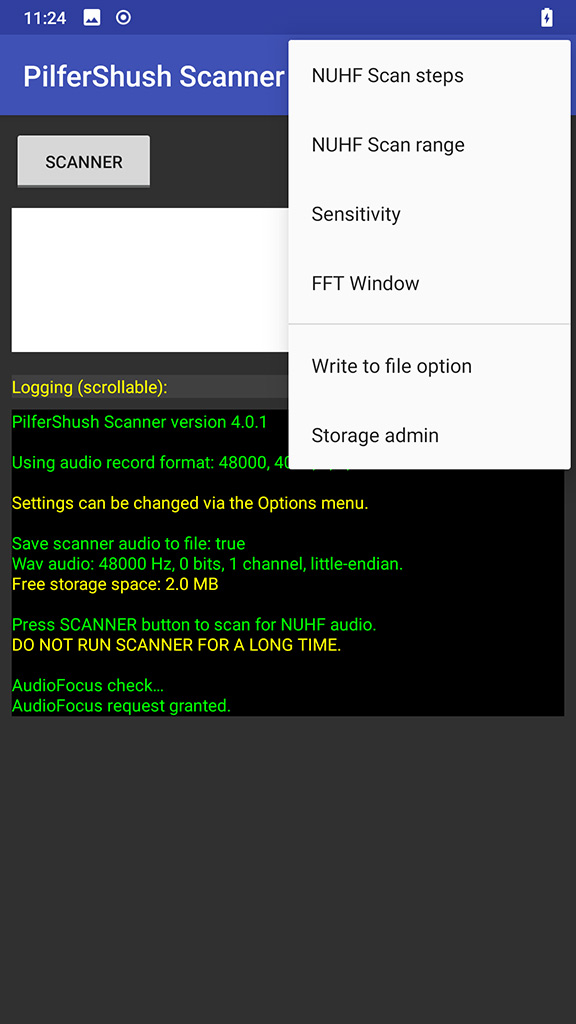 11:24
PilferShush Scanner
NUHF Scan steps
NUHF Scan range
Sensitivity
FFT Window
Write to file option
Storage admin
SCANNER
Logging (scrollable):
PilferShush Scanner version 4.0.1
Using audio record format: 48000,
Settings can be changed via the Options menu.
Save scanner audio to file: true
Wav audio: 48000 Hz, 0 bits, 1 channel, little-endian.
Free storage space: 2.0 MB
Press SCANNER button to scan for NUHF audio.
DO NOT RUN SCANNER FOR A LONG TIME.
AudioFocus check…
AudioFocus request granted.